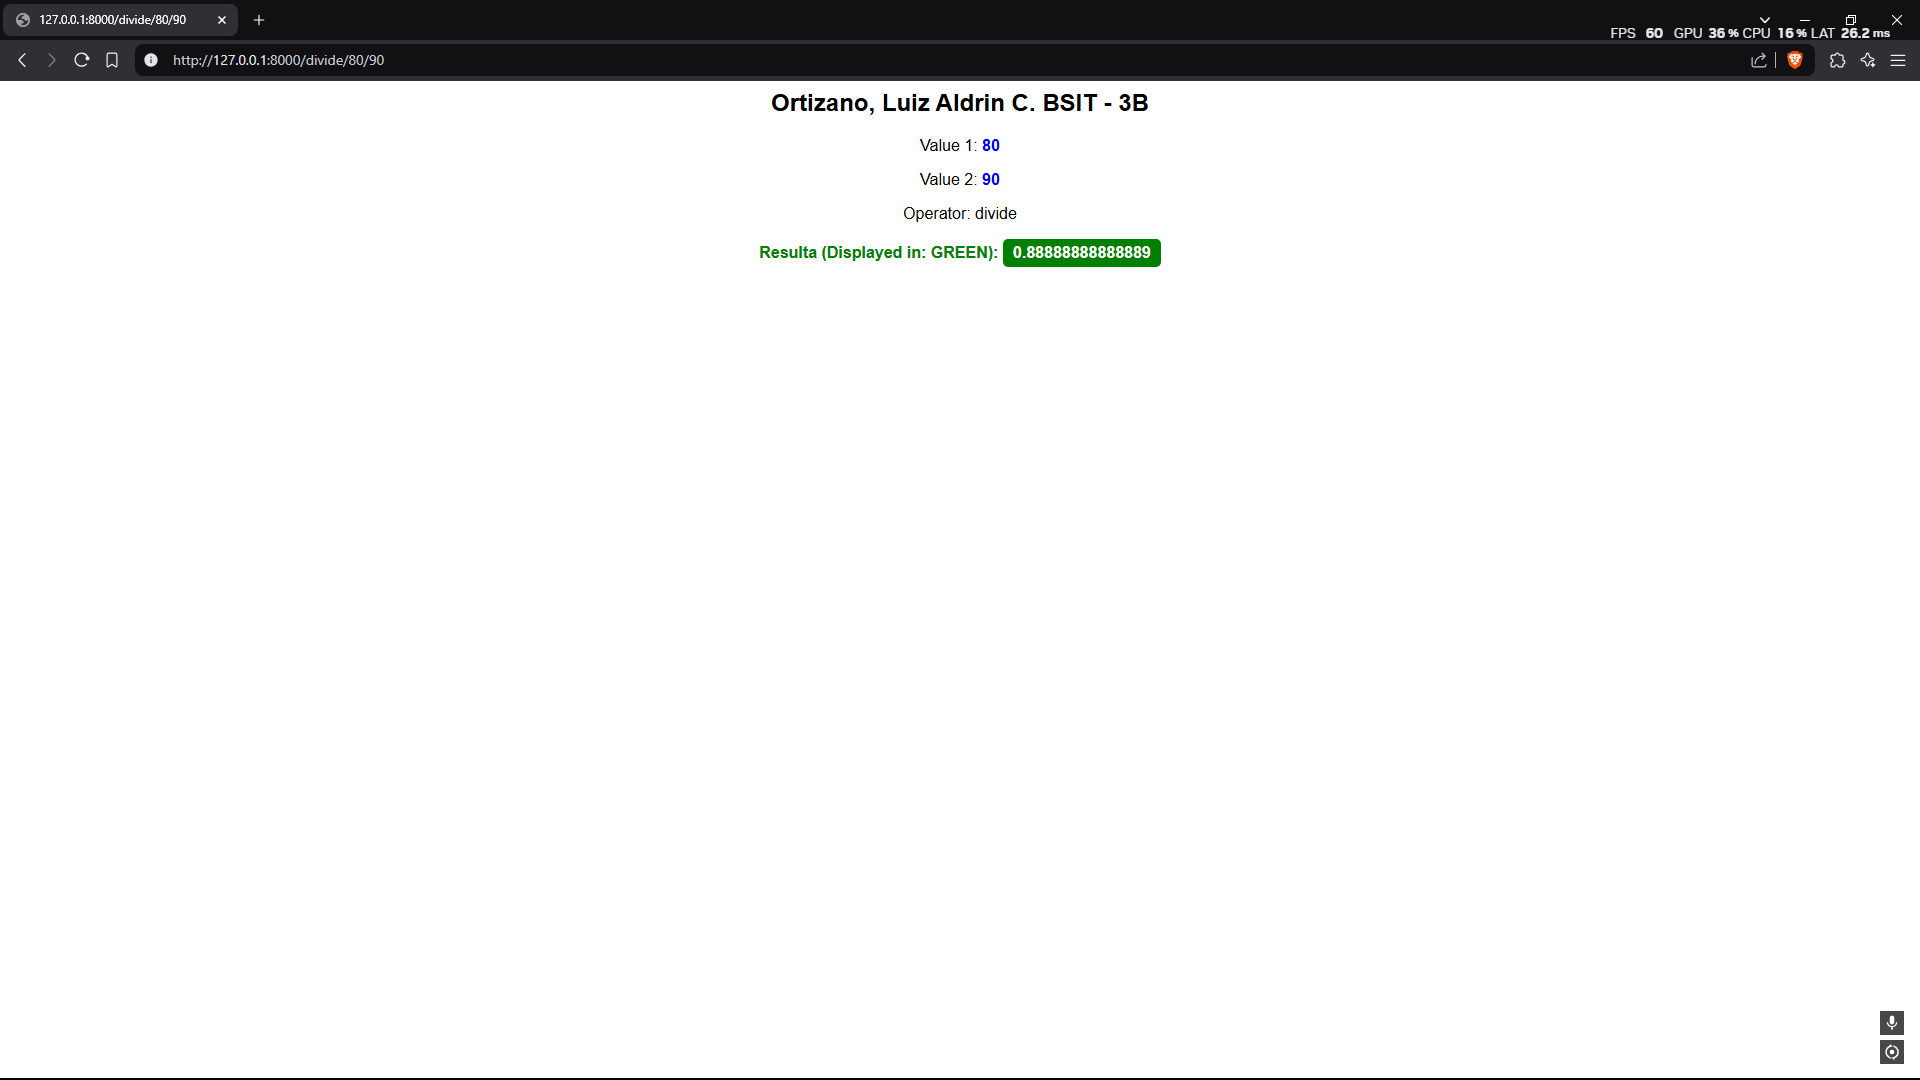 127.0.0.1:8000/divide/80/90
FPS 60 GPU 36 % CPU 16 % LAT 26.2 ms
http://127.0.0.1:8000/divide/80/90
Ortizano, Luiz Aldrin C. BSIT - 3B
Value 1: 80
Value 2: 90
Operator: divide
Resulta (Displayed in: GREEN): 0.88888888888889